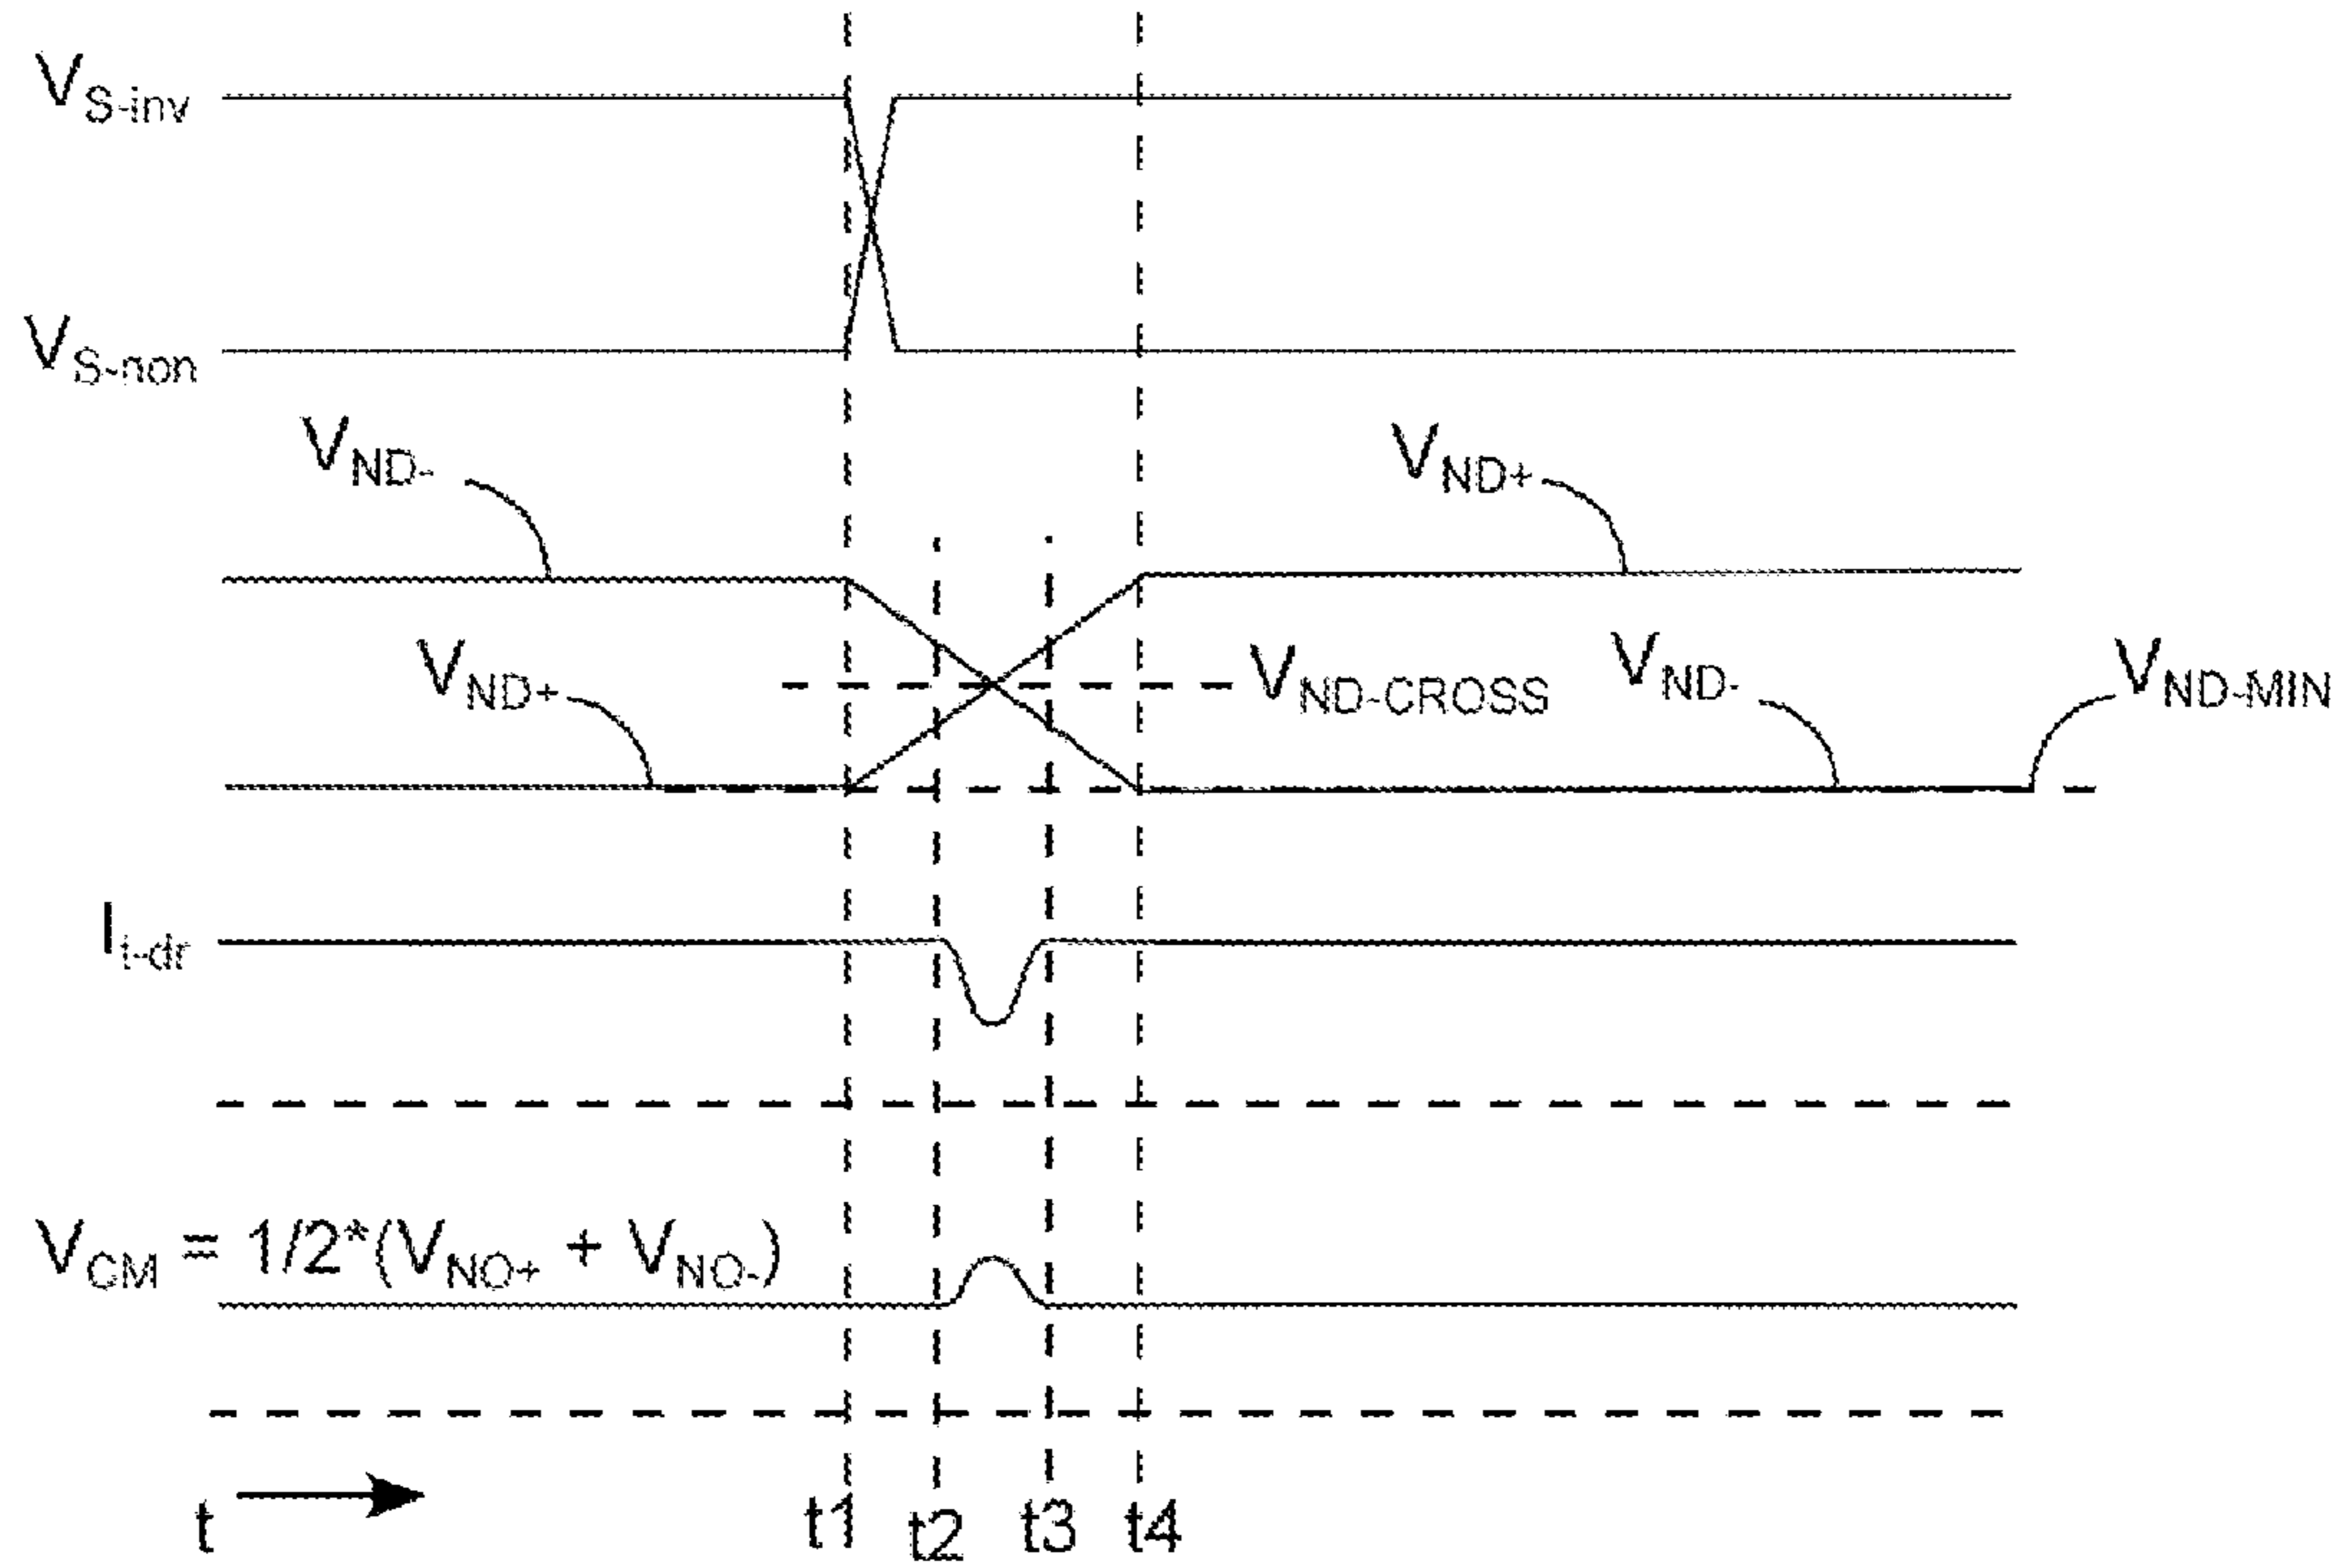 VS-inv
VS-non
VND-
VND+
VND+
VND-CROSS
VND-
VND-MIN
It-dr
VCM = 1/2*(VNO+ + VNO-)
t
t1
t2
t3
t4